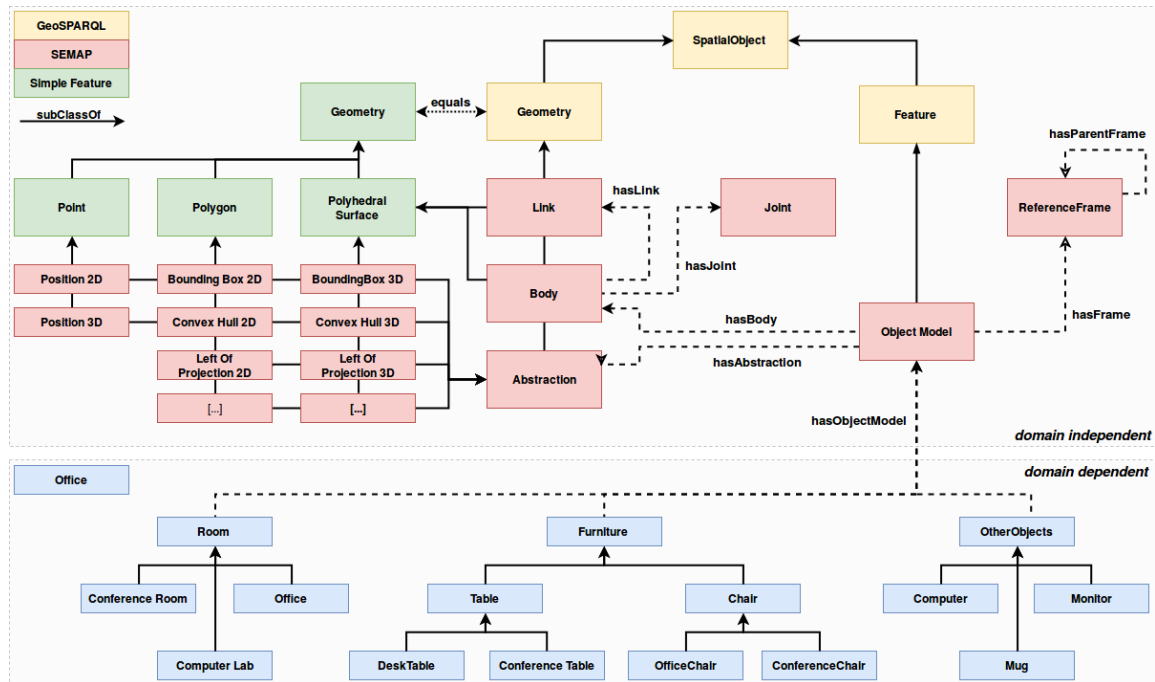 GeoSPARQL
SEMAP
Simple Feature
subClassOf
SpatialObject
Geometry
equals
Geometry
Feature
hasParentFrame
Point
Polygon
Polyhedral
Surface
Link
hasLink
Joint
ReferenceFrame
Position 2D
Bounding Box 2D
BoundingBox 3D
Body
hasJoint
Position 3D
Convex Hull 2D
Convex Hull 3D
hasBody
Object Model
hasFrame
Left Of
Projection 2D
Left Of
Projection 3D
Abstraction
hasAbstraction
[...]
[...]
hasObjectModel
domain independent
domain dependent
Office
Room
Furniture
OtherObjects
Conference Room
Office
Table
Chair
Computer
Monitor
Computer Lab
DeskTable
Conference Table
OfficeChair
ConferenceChair
Mug